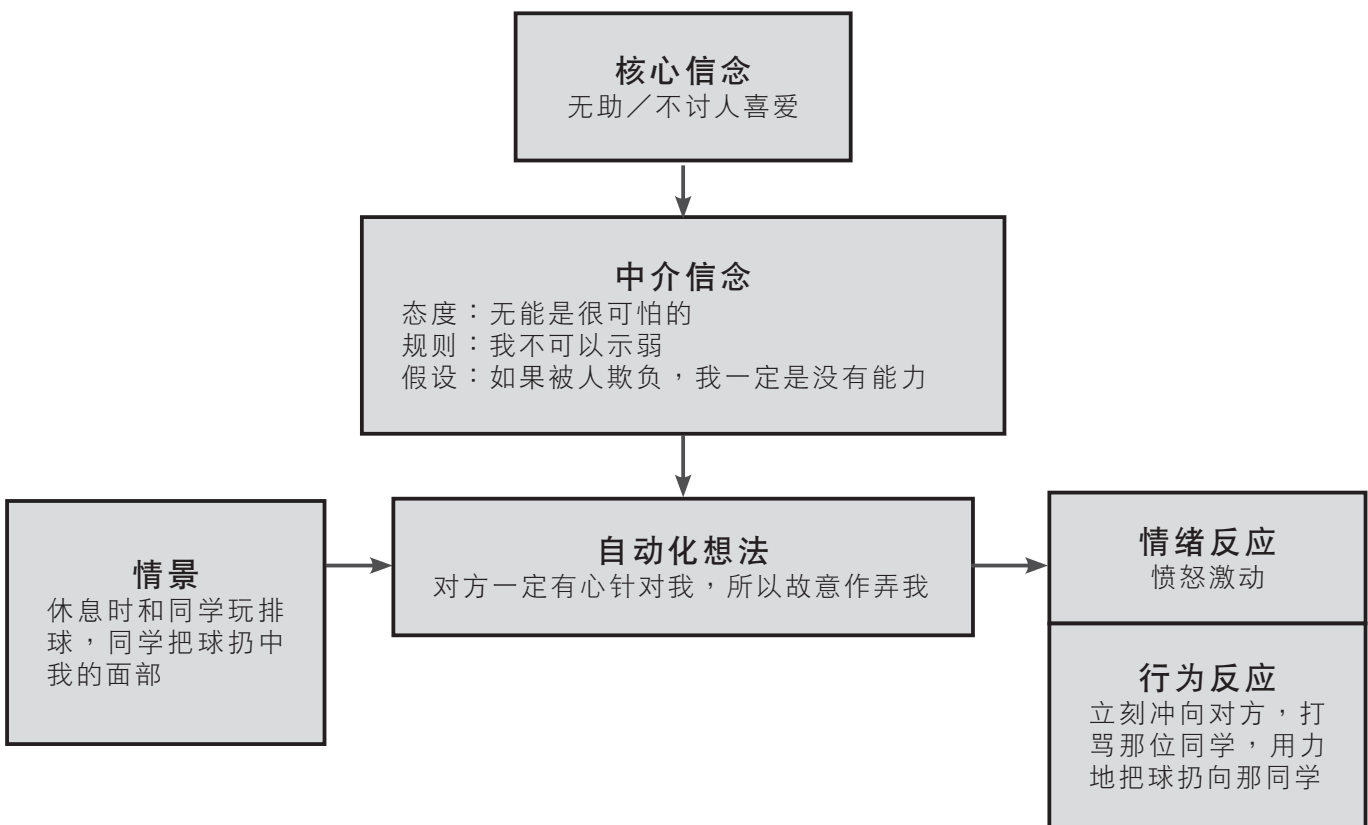 核心信念
无助／不讨人喜爱
中介信念
态度：无能是很可怕的
规则：我不可以示弱
假设：如果被人欺负，我一定是没有能力
情景
休息时和同学玩排
球，同学把球扔中
我的面部
自动化想法
对方一定有心针对我，所以故意作弄我
情绪反应
愤怒激动
行为反应
立刻冲向对方，打
骂那位同学，用力
地把球扔向那同学